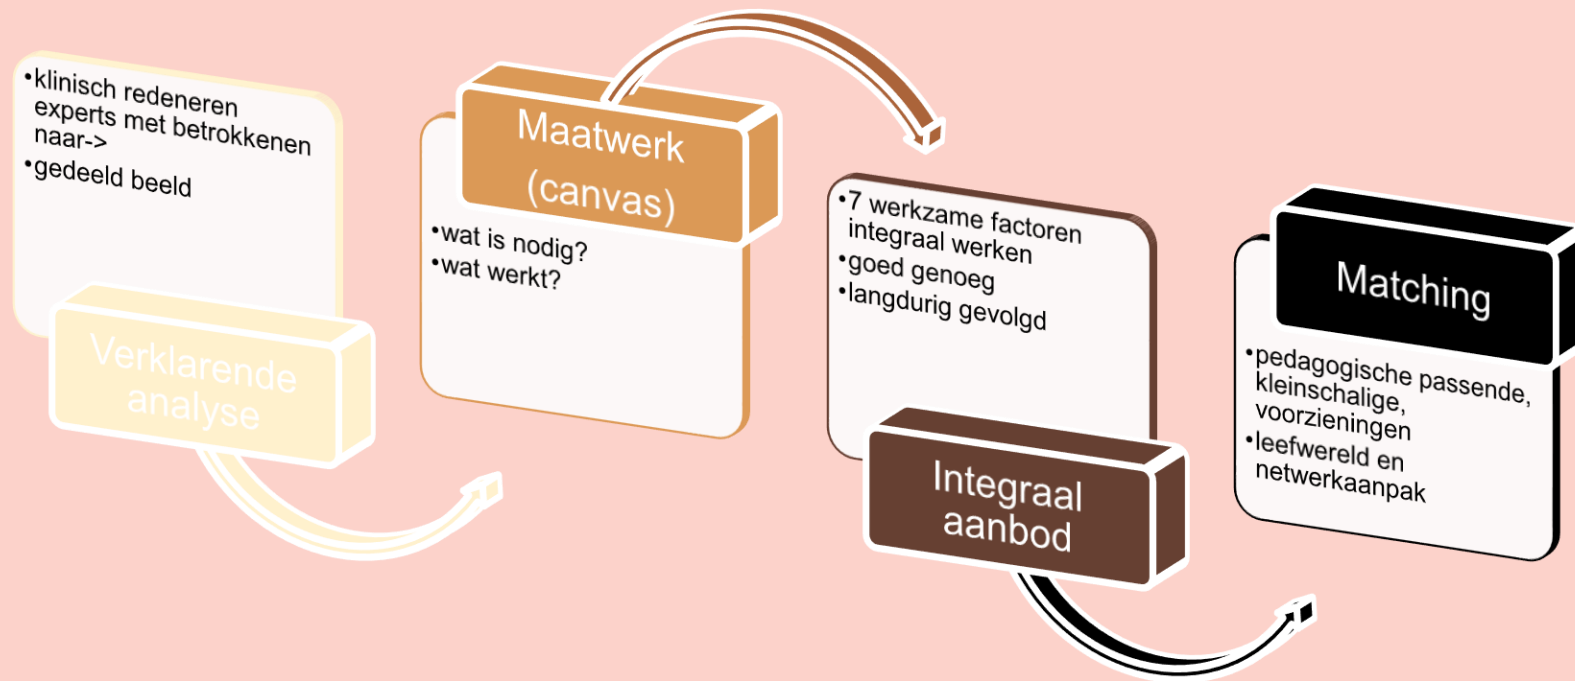 •klinisch redeneren
experts met betrokkenen
naar->
•gedeeld beeld
Verklarende
analyse
Maatwerk
(canvas)
•wat is nodig?
•wat werkt?
•7 werkzame factoren
integraal werken
•goed genoeg
•langdurig gevolgd
Integraal
aanbod
Matching
•pedagogische passende,
kleinschalige,
voorzieningen
•leefwereld en
netwerkaanpak